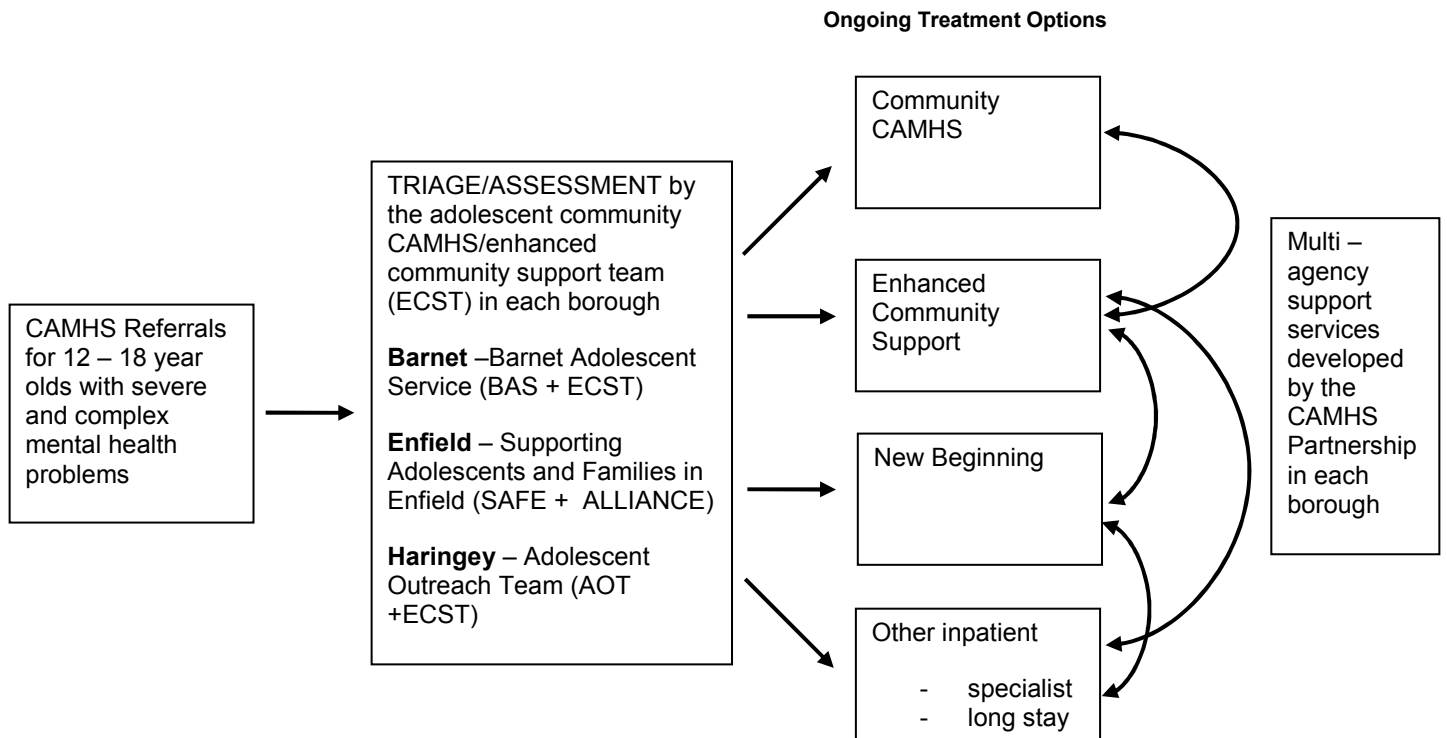 Ongoing Treatment Options
CAMHS Referrals
for 12 – 18 year
olds with severe
and complex
mental health
problems
TRIAGE/ASSESSMENT by
the adolescent community
CAMHS/enhanced
community support team
(ECST) in each borough
Barnet –Barnet Adolescent
Service (BAS + ECST)
Enfield – Supporting
Adolescents and Families in
Enfield (SAFE + ALLIANCE)
Haringey – Adolescent
Outreach Team (AOT
+ECST)
Community
CAMHS
Enhanced
Community
Support
New Beginning
Other inpatient
- specialist
- long stay
Multi –
agency
support
services
developed
by the
CAMHS
Partnership
in each
borough